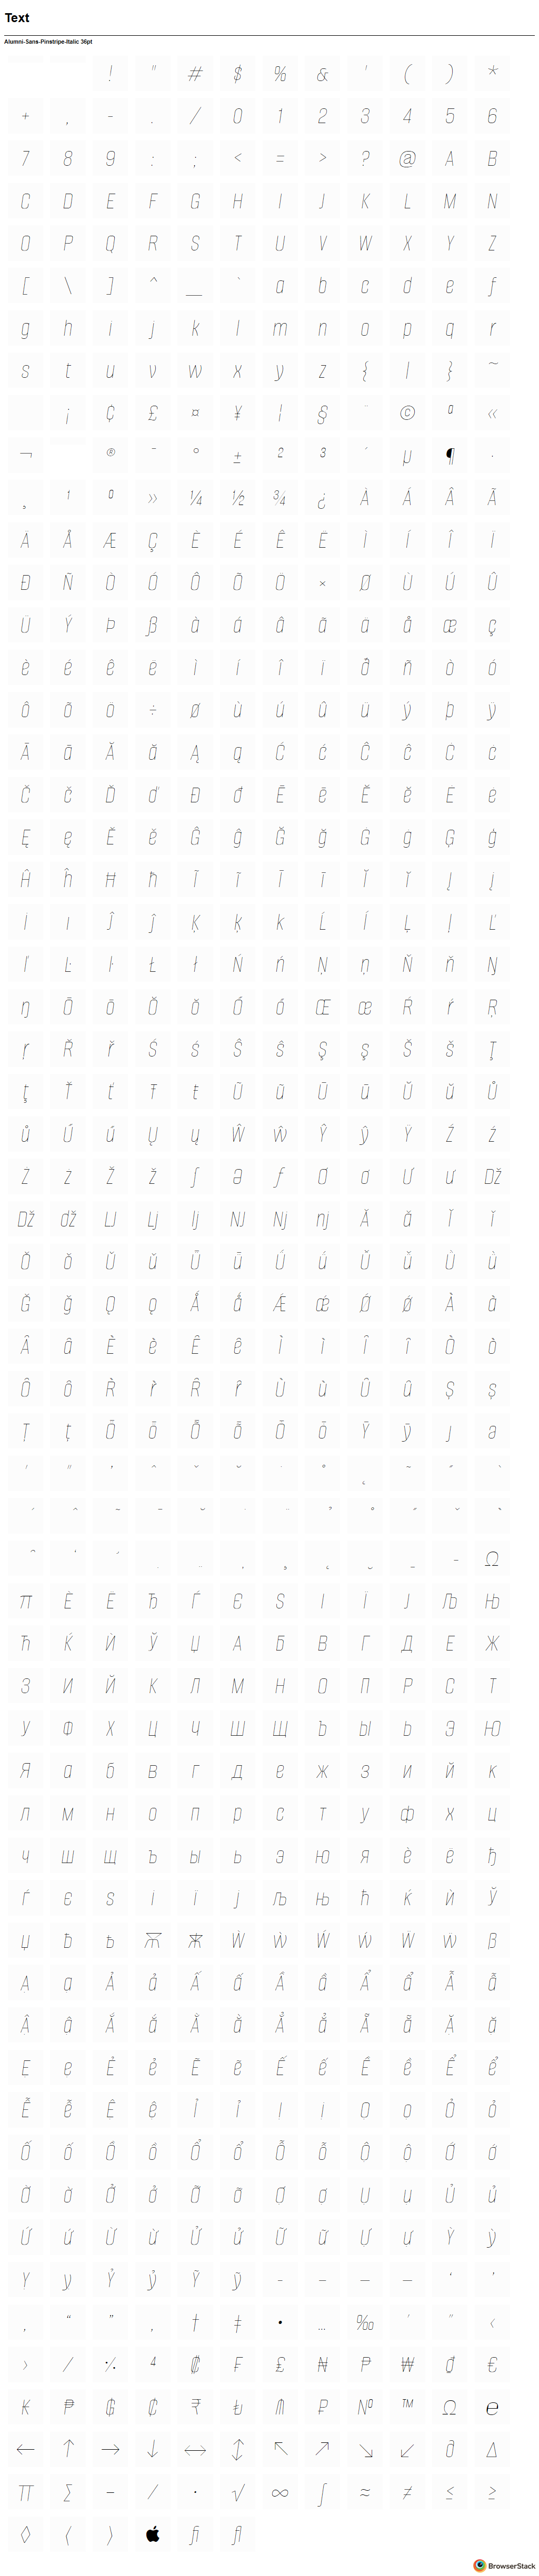 Text
Alumni-Sans-Pinstripe-Italic 36pt
! " # $ % & ' ( ) *
+ , - . / 0 1 2 3 4 5 6
7 8 9 : ; < = > ? @ A B
C D E F G H I J K L M N
O P Q R S T U V W X Y Z
[ \ ] ^ _ ` a b c d e f
g h i j k l m n o p q r
s t u v w x y z { | } ~
¡ ¢ £ ¤ ¥ ¦ § ¨ © ª «
¬ ® ¯ ° ± ² ³ ´ µ ¶ ·
¸ ¹ º » ¼ ½ ¾ ¿ À Á Â Ã
Ä Å Æ Ç È É Ê Ë Ì Í Î Ï
Ð Ñ Ò Ó Ô Õ Ö × Ø Ù Ú Û
Ü Ý Þ ß à á â ã ä å æ ç
è é ê ë ì í î ï ð ñ ò ó
ô õ ö ÷ ø ù ú û ü ý þ ÿ
Ā ā Ă ă Ą ą Ć ć Ĉ ĉ Ċ ċ
Č č Ď ď Đ đ Ē ē Ĕ ĕ Ė ė
Ę ę Ě ě Ĝ ĝ Ğ ğ Ġ ġ Ģ ģ
Ĥ ĥ Ħ ħ Ĩ ĩ Ī ī Ĭ ĭ Į į
İ ı Ĵ ĵ Ķ ķ ĸ Ĺ ĺ Ļ ļ Ľ
ľ Ŀ ŀ Ł ł Ń ń Ņ ņ Ň ň Ŋ
ŋ Ō ō Ŏ ŏ Ő ő Œ œ Ŕ ŕ Ŗ
ŗ Ř ř Ś ś Ŝ ŝ Ş ş Š š Ţ
ţ Ť ť Ŧ ŧ Ũ ũ Ū ū Ŭ ŭ Ů
ů Ű ű Ų ų Ŵ ŵ Ŷ ŷ Ÿ Ź ź
Ż ż Ž ž ſ Ə ƒ Ơ ơ Ư ư Ǆ
ǅ ǆ Ǉ ǈ ǉ Ǌ ǋ ǌ Ǎ ǎ Ǐ ǐ
Ǒ ǒ Ǔ ǔ Ǖ ǖ Ǘ ǘ Ǚ ǚ Ǜ ǜ
Ǧ ǧ Ǫ ǫ Ǻ ǻ Ǽ ǽ Ǿ ǿ Ȁ ȁ
Ȃ ȃ Ȅ ȅ Ȇ ȇ Ȉ ȉ Ȋ ȋ Ȍ ȍ
Ȏ ȏ Ȑ ȑ Ȓ ȓ Ȕ ȕ Ȗ ȗ Ș ș
Ț ț Ȫ ȫ Ȭ ȭ Ȱ ȱ Ȳ ȳ ȷ ə
Ω
π Ѐ Ё Ђ Ѓ Є Ѕ І Ї Ј Љ Њ
Ћ Ќ Ѝ Ў Џ А Б В Г Д Е Ж
З И Й К Л М Н О П Р С Т
У Ф Х Ц Ч Ш Щ Ъ Ы Ь Э Ю
Я а б в г д е ж з и й к
л м н о п р с т у ф х ц
ч ш щ ъ ы ь э ю я ѐ ё ђ
ѓ є ѕ і ї ј љ њ ћ ќ ѝ ў
џ Ѣ ѣ Ѫ ѫ Ẁ ẁ Ẃ ẃ Ẅ ẅ ẞ
Ạ ạ Ả ả Ấ ấ Ầ ầ Ẩ ẩ Ẫ ẫ
Ậ ậ Ắ ắ Ằ ằ Ẳ ẳ Ẵ ẵ Ặ ặ
Ẹ ẹ Ẻ ẻ Ẽ ẽ Ế ế Ề ề Ể ể
Ễ ễ Ệ ệ Ỉ ỉ Ị ị Ọ ọ Ỏ ỏ
Ố ố Ồ ồ Ổ ổ Ỗ ỗ Ộ ộ Ớ ớ
Ờ ờ Ở ở Ỡ ỡ Ợ ợ Ụ ụ Ủ ủ
Ứ ứ Ừ ừ Ử ử Ữ ữ Ự ự Ỳ ỳ
Ỵ ỵ Ỷ ỷ Ỹ ỹ ‘ ’
‚ “ ” „ † ‡ • … ‰ ′ ″ ‹
› ⁄ ⁒ ⁴ ₡ ₣ ₤ ₦ ₧ ₩ ₫ €
₭ ₱ ₲ ₵ ₹ ₺ ₼ ₽ № ™ Ω ℮
← ↑ → ↓ ↔ ↕ ↖ ↗ ↘ ↙ ∂ ∆
∏ ∑ − ∕ ∙ √ ∞ ∫ ≈ ≠ ≤ ≥
◊ ⟨ ⟩  fi fl
BrowserStack